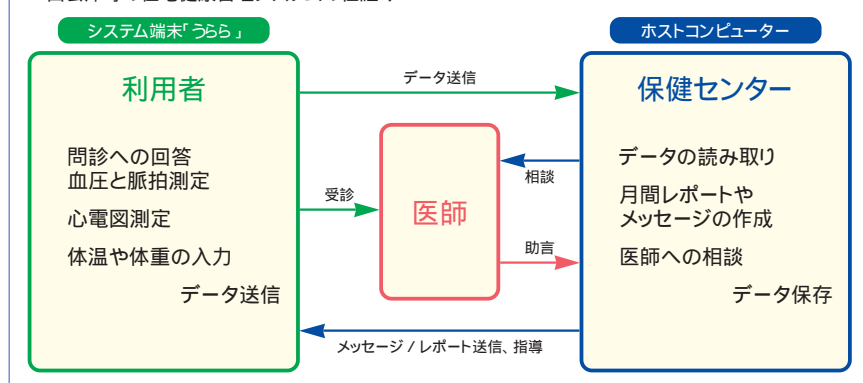 システム端末「うらら」
ホストコンピューター
利用者
問診への回答
血圧と脈拍測定
心電図測定
体温や体重の入力
データ送信
データ送信
受診
医師
相談
助言
メッセージ / レポート送信、指導
保健センター
データの読み取り
月間レポートや
メッセージの作成
医師への相談
データ保存